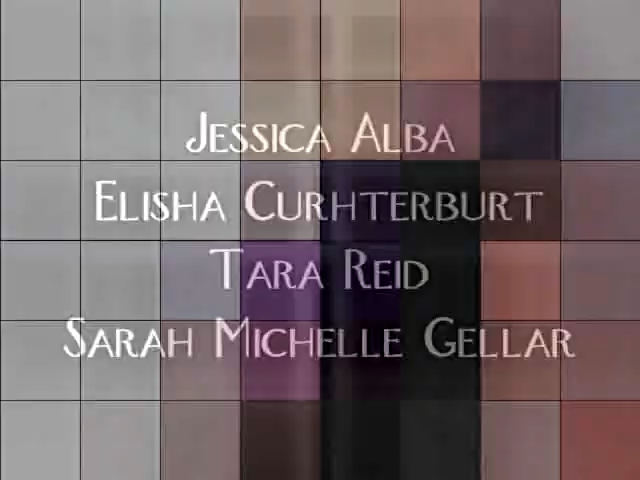 Jessica Alba
Elisha Curhterburt
Tara Reid
Sarah Michelle Gellar